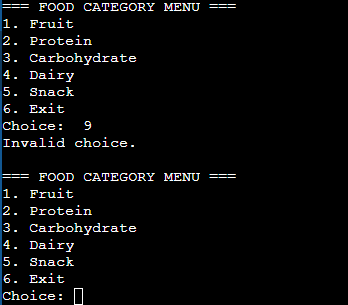 === FOOD CATEGORY MENU ===
1. Fruit
2. Protein
3. Carbohydrate
4. Dairy
5. Snack
6. Exit
Choice:  9
Invalid choice.

=== FOOD CATEGORY MENU ===
1. Fruit
2. Protein
3. Carbohydrate
4. Dairy
5. Snack
6. Exit
Choice: